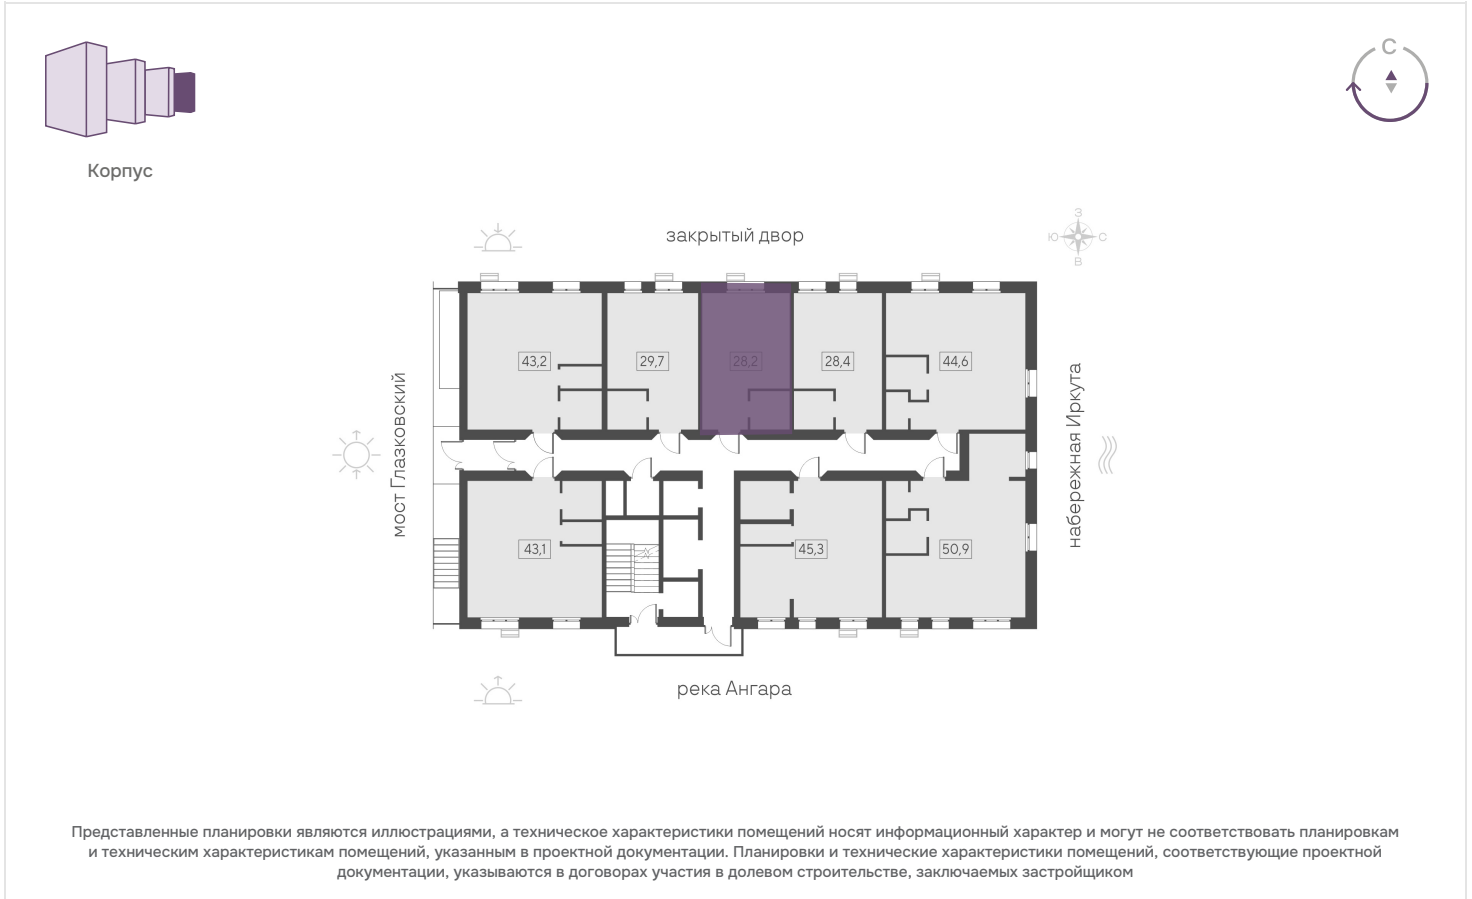 С
Корпус
закрытый двор
З
Ю
С
В
43,2
29,7
28,2
28,4
44,6
мост Глазковский
набережная Иркута
43,1
45,3
50,9
река Ангара
Представленные планировки являются иллюстрациями, а техническое характеристики помещений носят информационный характер и могут не соответствовать планировкам
и техническим характеристикам помещений, указанным в проектной документации. Планировки и технические характеристики помещений, соответствующие проектной
документации, указываются в договорах участия в долевом строительстве, заключаемых застройщиком